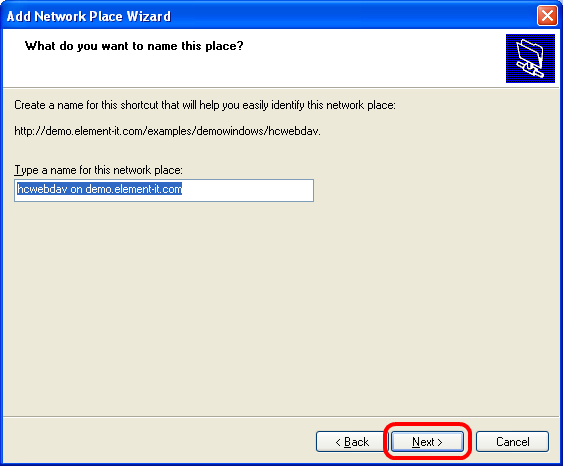 Add Network Place Wizard
What do you want to name this place?
Create a name for this shortcut that will help you easily identify this network place:
http://demo.element-it.com/examples/demowindows/hcwebdav.
Type a name for this network place:
hcwebdav on demo.element-it.com
< Back Next > Cancel